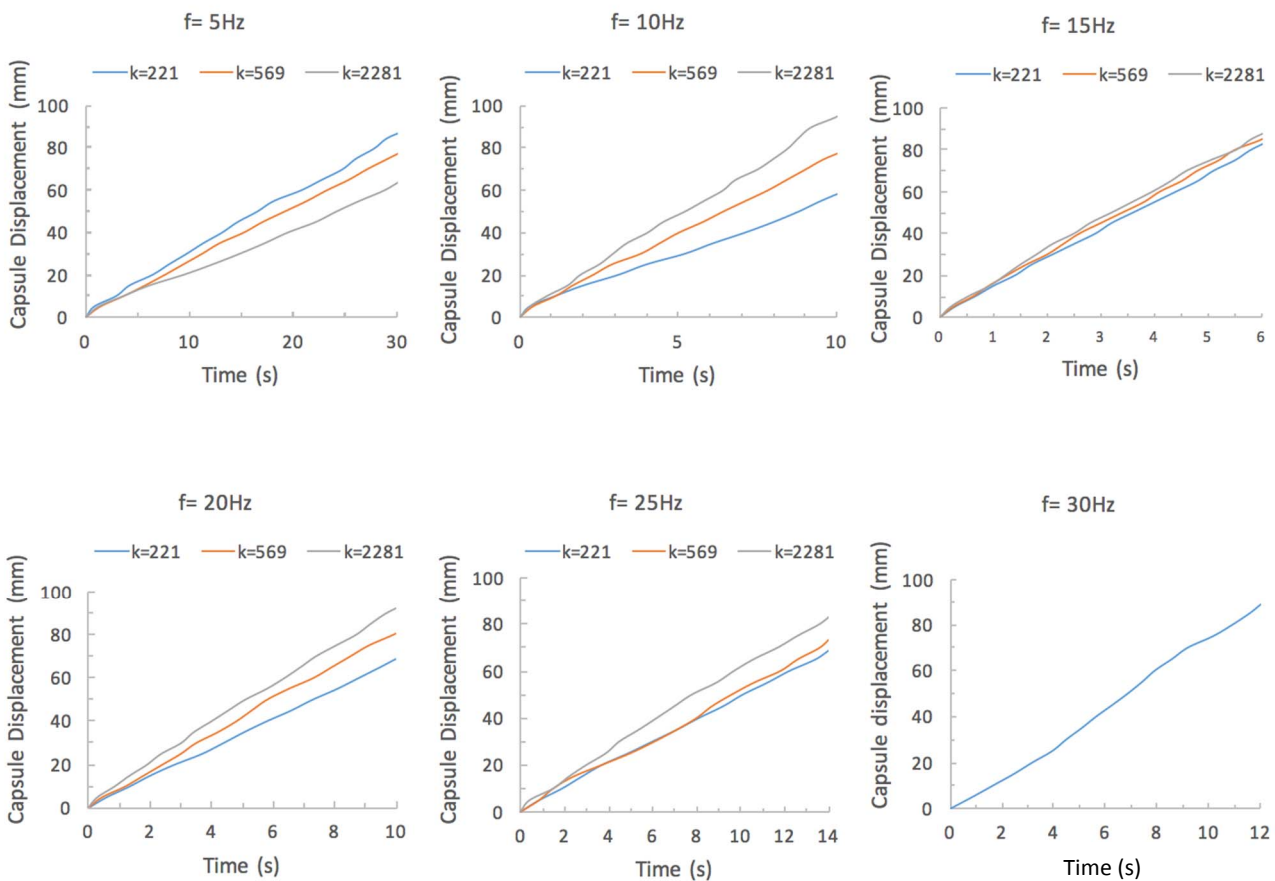 f= 5Hz
k=221 k=569 k=2281
Capsule Displacement (mm)
100
80
60
40
20
0
0 10 20 30
Time (s)
f= 10Hz
k=221 k=569 k=2281
Capsule Displacement (mm)
100
80
60
40
20
0
0 5 10
Time (s)
f= 15Hz
k=221 k=569 k=2281
Capsule Displacement (mm)
100
80
60
40
20
0
0 1 2 3 4 5 6
Time (s)
f= 20Hz
k=221 k=569 k=2281
Capsule Displacement (mm)
100
80
60
40
20
0
0 2 4 6 8 10
Time (s)
f= 25Hz
k=221 k=569 k=2281
Capsule Displacement (mm)
100
80
60
40
20
0
0 2 4 6 8 10 12 14
Time (s)
f= 30Hz
Capsule displacement (mm)
100
80
60
40
20
0
0 2 4 6 8 10 12
Time (s)